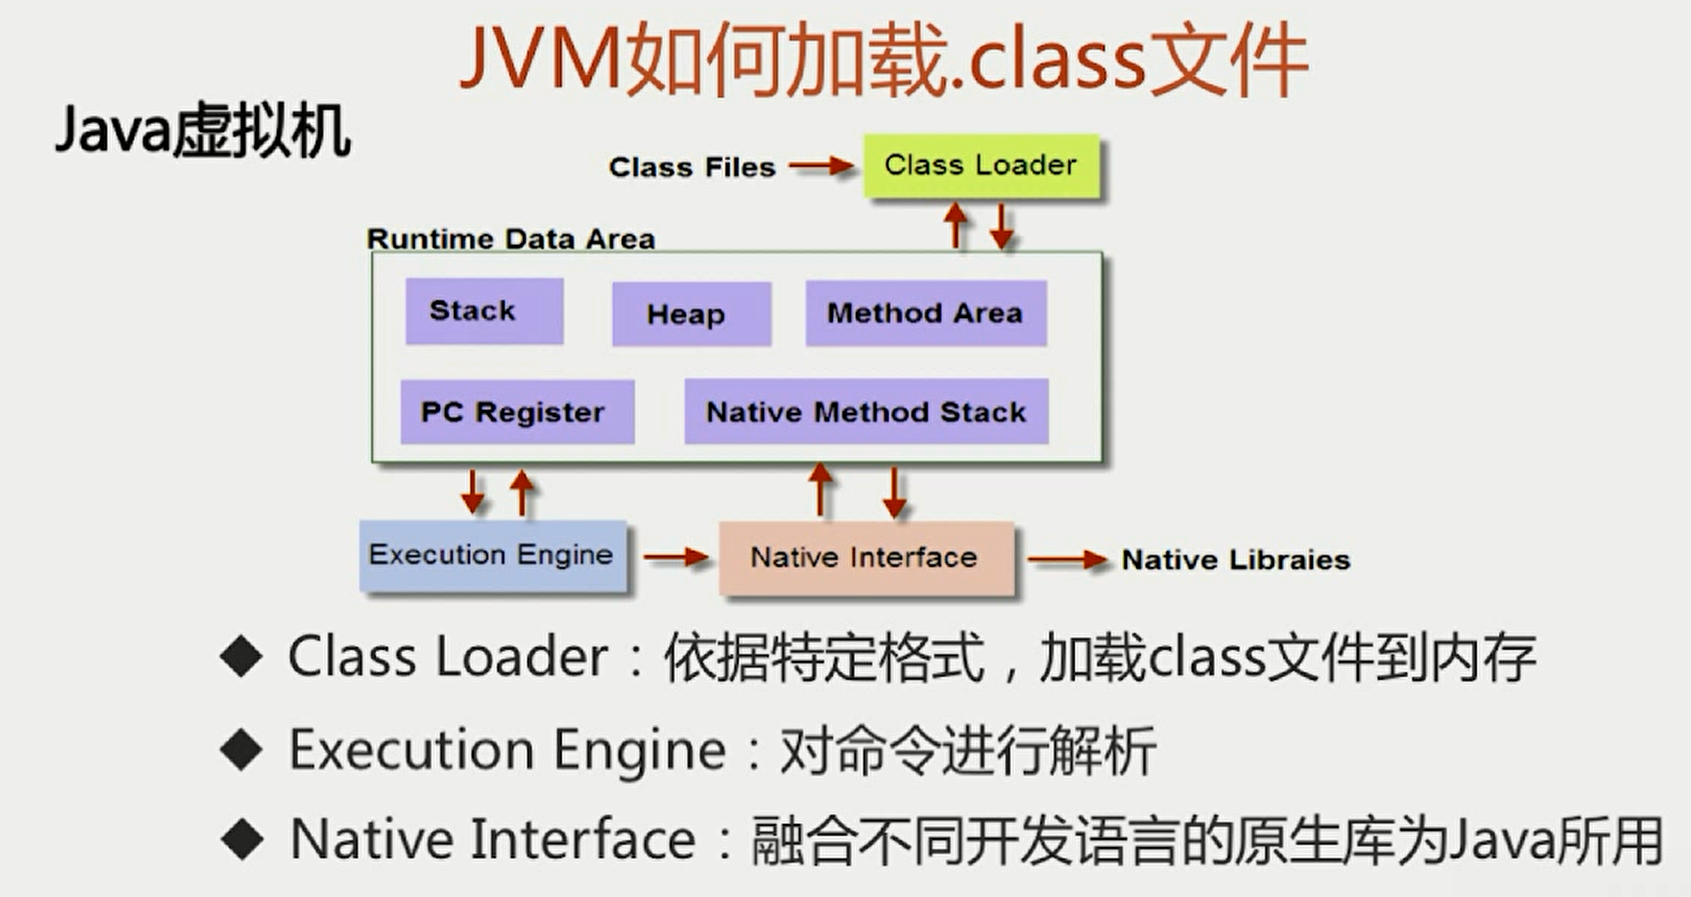 JVM如何加载.class文件
Java虚拟机
Class Files
Class Loader
Runtime Data Area
Stack
Heap
Method Area
PC Register
Native Method Stack
Execution Engine
Native Interface
Native Libraies
◆ Class Loader：依据特定格式，加载class文件到内存
◆ Execution Engine：对命令进行解析
◆ Native Interface：融合不同开发语言的原生库为Java所用